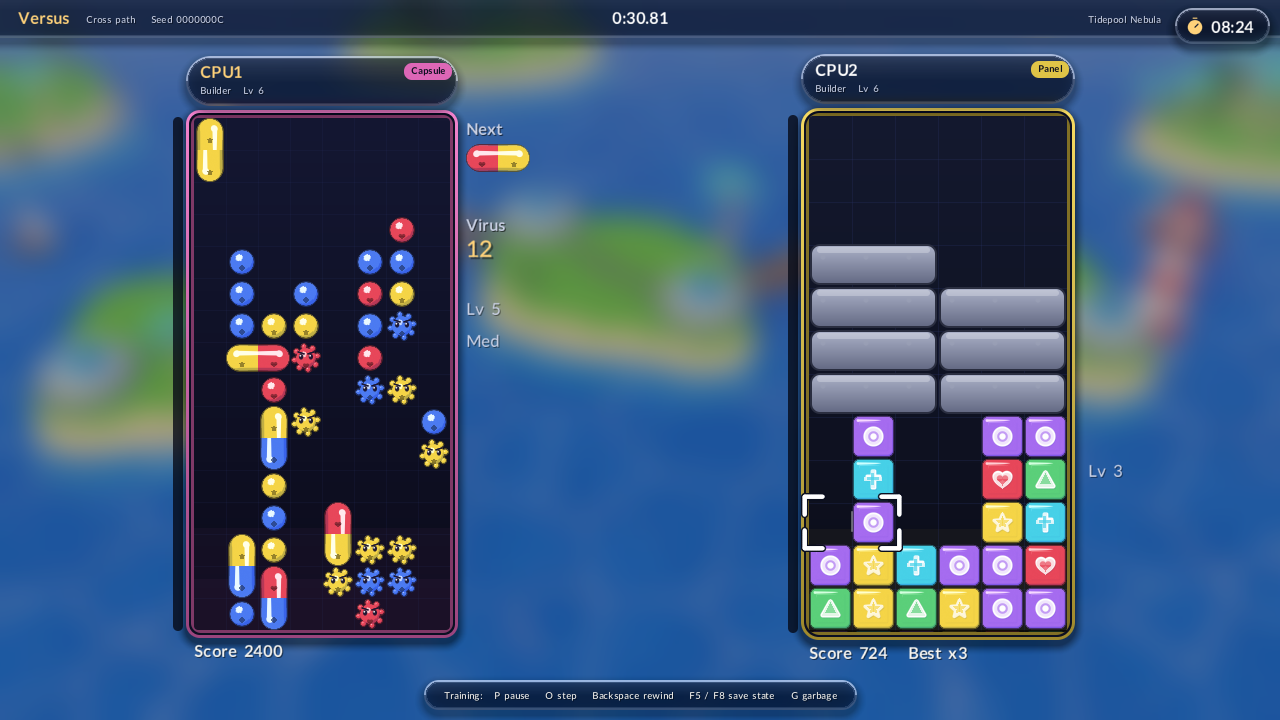 Versus Cross path Seed 0000000C 0:30.81 Tidepool Nebula 08:24
CPU1 Capsule
Builder Lv 6
CPU2 Panel
Builder Lv 6
Next
Virus
12
Lv 5
Med
Lv 3
Score 2400
Score 724 Best x3
Training: P pause O step Backspace rewind F5 / F8 save state G garbage